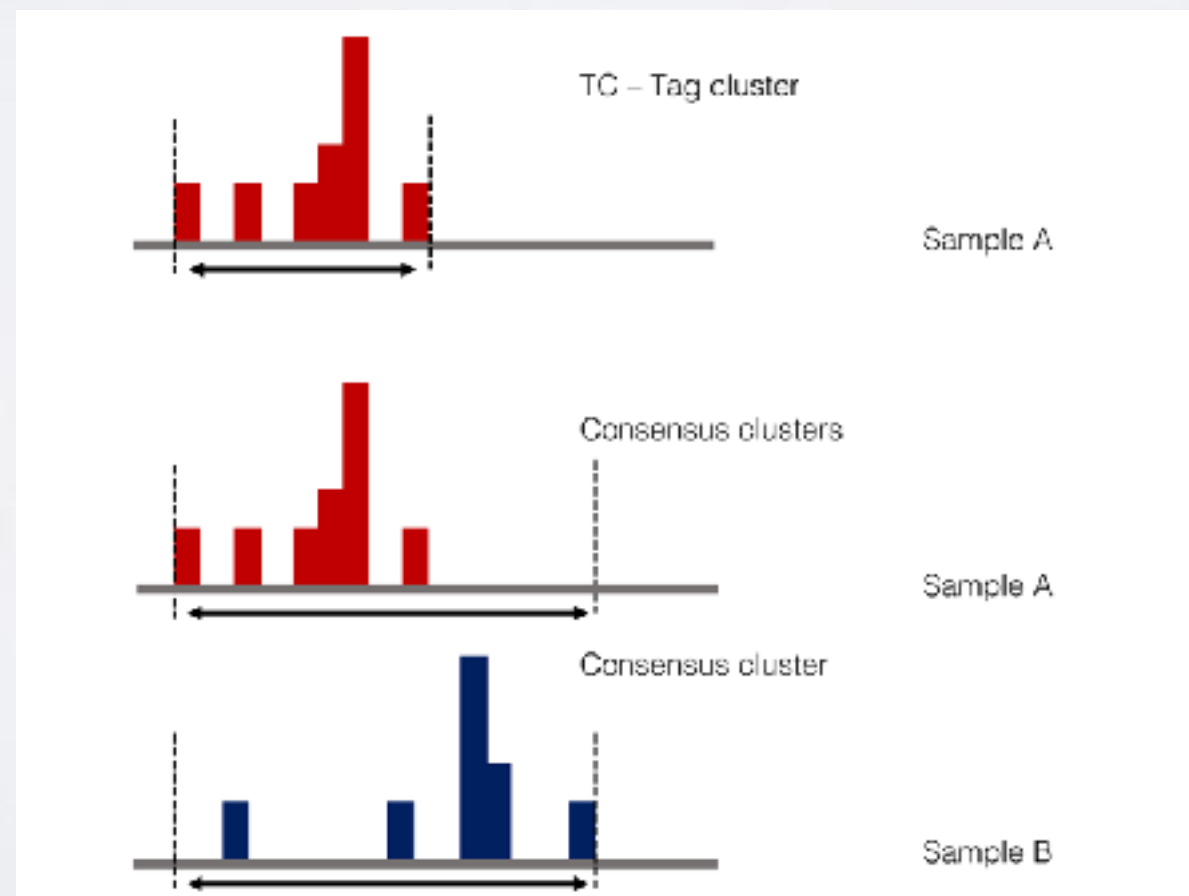 TC – Tag cluster
Sample A
Consensus clusters
Sample A
Consensus cluster
Sample B